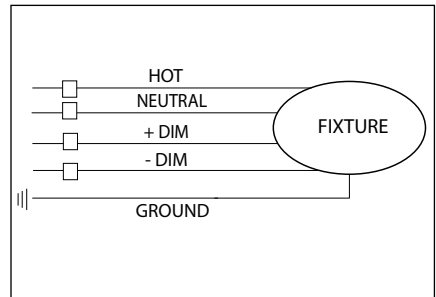 HOT
NEUTRAL
+ DIM
FIXTURE
- DIM
GROUND